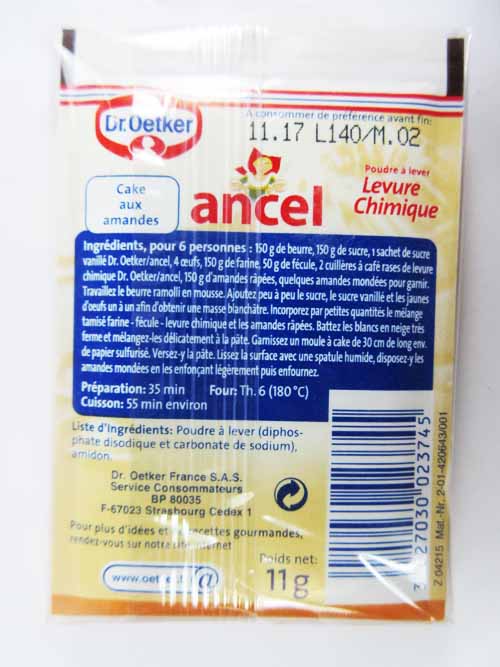 Dr.Oetker
A consommer de préférence avant fin:
11.17 L140/M.02
Cake
aux
amandes
ancel
Poudre à lever
Levure
Chimique
Ingrédients, pour 6 personnes : 150 g de beurre, 150 g de sucre, 1 sachet de sucre
vanillé Dr. Oetker/ancel, 4 œufs, 150 g de farine, 50 g de fécule, 2 cuillères à café rases de levure
chimique Dr. Oetker/ancel, 150 g d'amandes râpées, quelques amandes mondées pour garnir.
Travaillez le beurre ramolli en mousse. Ajoutez peu à peu le sucre, le sucre vanillé et les jaunes
d'œufs un à un afin d'obtenir une masse blanchâtre. Incorporez par petites quantités le mélange
tamisé farine - fécule - levure chimique et les amandes râpées. Battez les blancs en neige très
ferme et mélangez-les délicatement à la pâte. Garnissez un moule à cake de 30 cm de long env.
de papier sulfurisé. Versez-y la pâte. Lissez la surface avec une spatule humide, disposez-y les
amandes mondées en les enfonçant légèrement puis enfournez.
Préparation: 35 min Four: Th. 6 (180°C)
Cuisson: 55 min environ
Liste d'Ingrédients: Poudre à lever (diphos-
phate disodique et carbonate de sodium),
amidon.
Dr. Oetker France S.A.S.
Service Consommateurs
BP 80035
F-67023 Strasbourg Cedex 1
Pour plus d'idées et recettes gourmandes,
rendez-vous sur notre site internet
www.oetker.fr @
Poids net:
11 g
3 027030 023745
Z 04215 Mat.-Nr. 2-01-420643/001